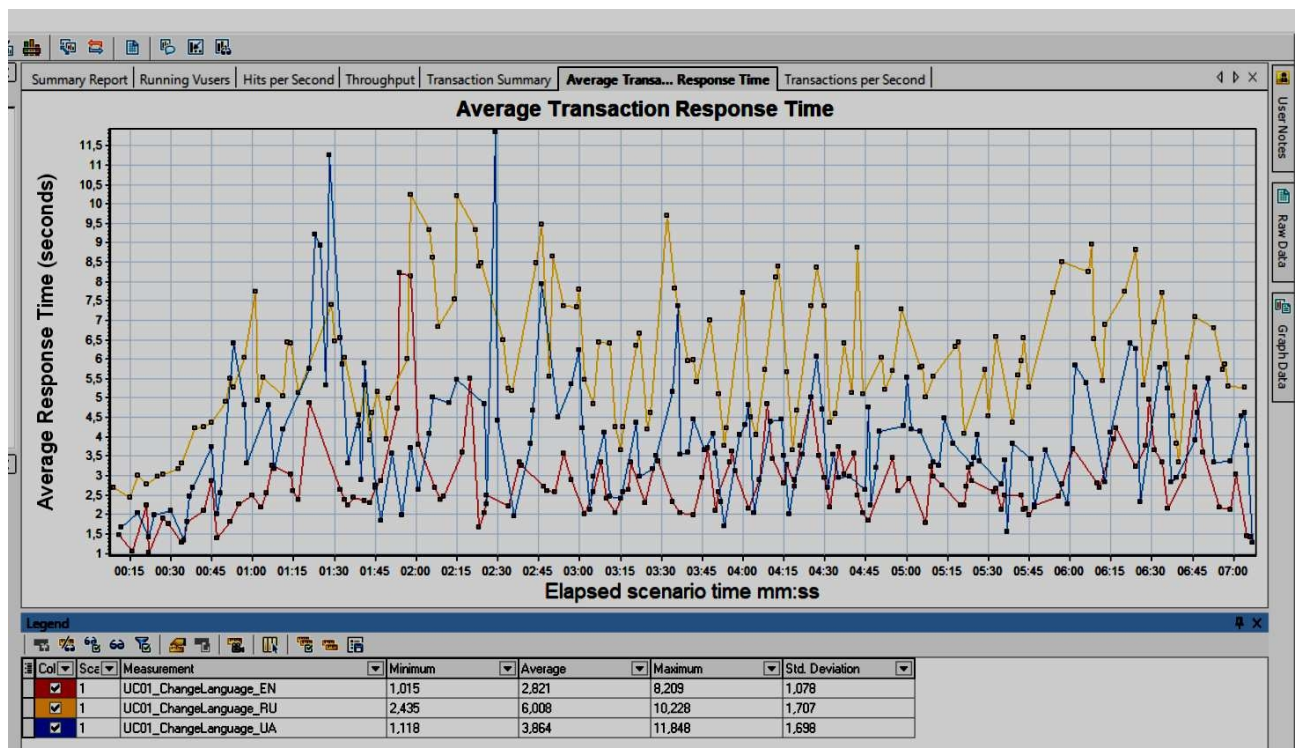 Summary Report Running Vusers Hits per Second Throughput Transaction Summary Average Transa... Response Time Transactions per Second
User Notes
Raw Data
Graph Data
Average Transaction Response Time
Average Response Time (seconds)
11,5
11
10,5
10
9,5
9
8,5
8
7,5
7
6,5
6
5,5
5
4,5
4
3,5
3
2,5
2
1,5
1
00:15 00:30 00:45 01:00 01:15 01:30 01:45 02:00 02:15 02:30 02:45 03:00 03:15 03:30 03:45 04:00 04:15 04:30 04:45 05:00 05:15 05:30 05:45 06:00 06:15 06:30 06:45 07:00
Elapsed scenario time mm:ss
Legend
Col Sca Measurement Minimum Average Maximum Std. Deviation
1 UC01_ChangeLanguage_EN 1,015 2,821 8,209 1,078
1 UC01_ChangeLanguage_RU 2,435 6,008 10,228 1,707
1 UC01_ChangeLanguage_UA 1,118 3,864 11,848 1,698